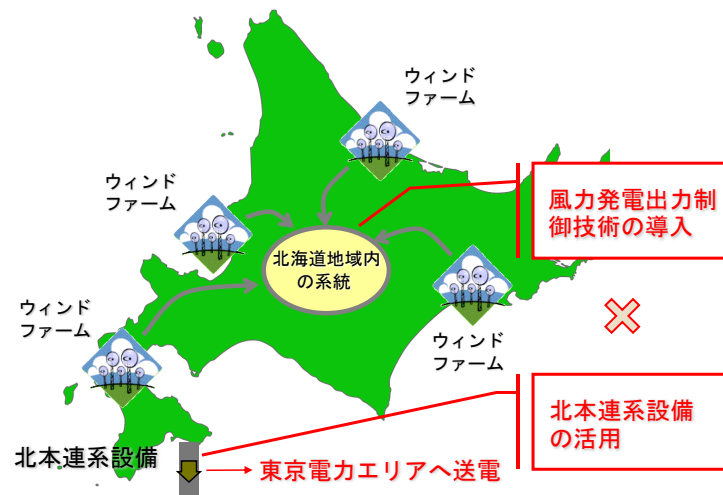 ウィンド
ファーム
ウィンド
ファーム
風力発電出力制
御技術の導入
北海道地域内
の系統
ウィンド
ファーム
ウィンド
ファーム
北本連系設備
の活用
北本連系設備
東京電力エリアへ送電